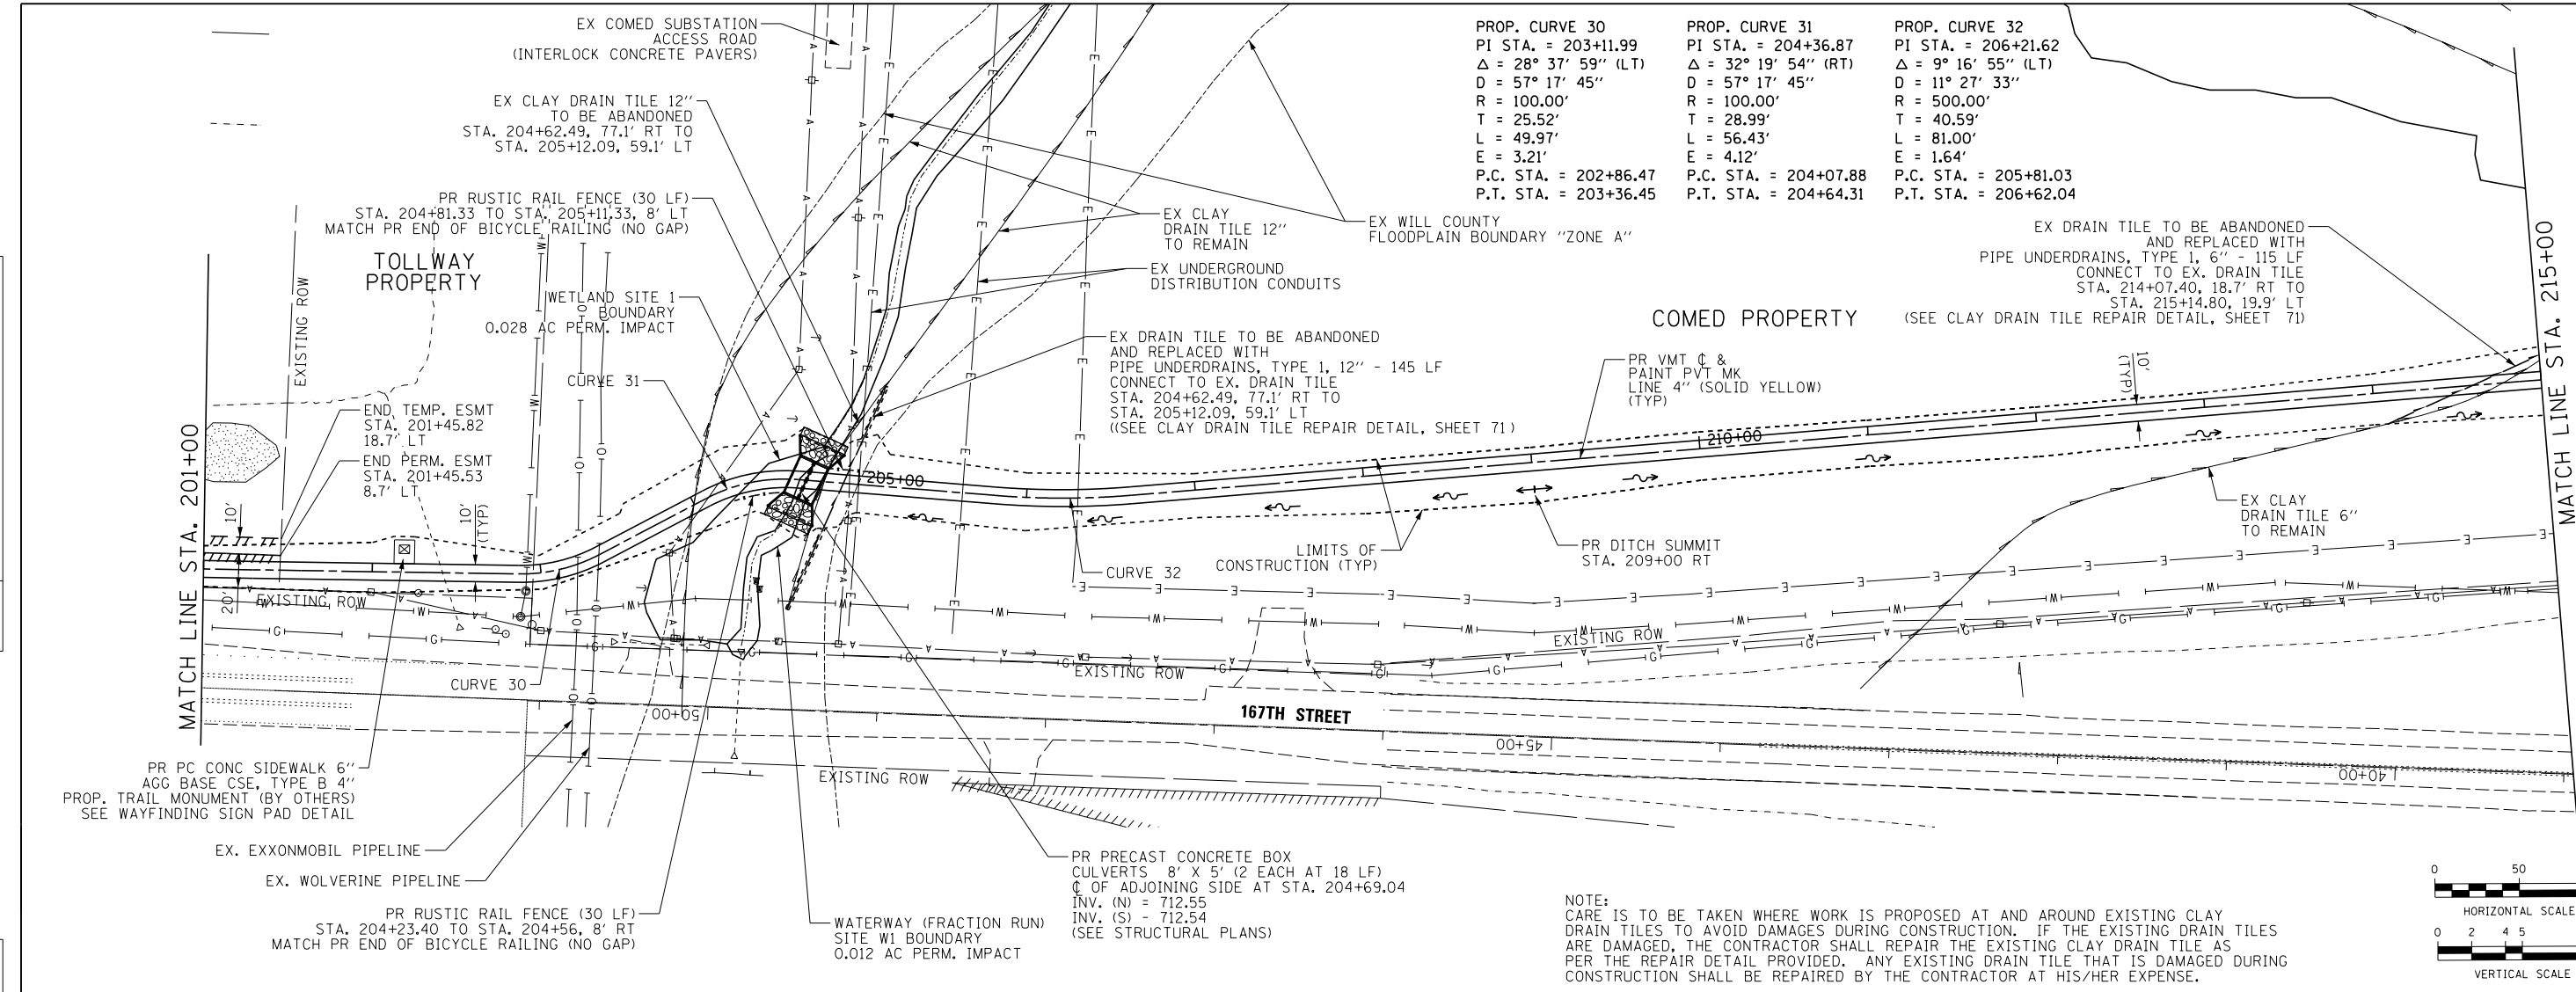 EX COMED SUBSTATION
ACCESS ROAD
(INTERLOCK CONCRETE PAVERS)
EX CLAY DRAIN TILE 12"
TO BE ABANDONED
STA. 204+62.49, 77.1' RT TO
STA. 205+12.09, 59.1' LT
PR RUSTIC RAIL FENCE (30 LF)
STA. 204+81.33 TO STA. 205+11.33, 8' LT
MATCH PR END OF BICYCLE RAILING (NO GAP)
TOLLWAY
PROPERTY
EXISTING ROW
WETLAND SITE 1
BOUNDARY
0.028 AC PERM. IMPACT
CURVE 31
END TEMP. ESMT
STA. 201+45.82
18.7' LT
END PERM. ESMT
STA. 201+45.53
8.7' LT
MATCH LINE STA. 201+00
10'
20'
10'
(TYP)
EXISTING ROW
CURVE 30
PR PC CONC SIDEWALK 6"
AGG BASE CSE, TYPE B 4"
PROP. TRAIL MONUMENT (BY OTHERS)
SEE WAYFINDING SIGN PAD DETAIL
EX. EXXONMOBIL PIPELINE
EX. WOLVERINE PIPELINE
PR RUSTIC RAIL FENCE (30 LF)
STA. 204+23.40 TO STA. 204+56, 8' RT
MATCH PR END OF BICYCLE RAILING (NO GAP)
WATERWAY (FRACTION RUN)
SITE W1 BOUNDARY
0.012 AC PERM. IMPACT
PR PRECAST CONCRETE BOX
CULVERTS 8' X 5' (2 EACH AT 18 LF)
℄ OF ADJOINING SIDE AT STA. 204+69.04
INV. (N) = 712.55
INV. (S) - 712.54
(SEE STRUCTURAL PLANS)
EX CLAY
DRAIN TILE 12"
TO REMAIN
EX UNDERGROUND
DISTRIBUTION CONDUITS
EX WILL COUNTY
FLOODPLAIN BOUNDARY "ZONE A"
EX DRAIN TILE TO BE ABANDONED
AND REPLACED WITH
PIPE UNDERDRAINS, TYPE 1, 12" - 145 LF
CONNECT TO EX. DRAIN TILE
STA. 204+62.49, 77.1' RT TO
STA. 205+12.09, 59.1' LT
((SEE CLAY DRAIN TILE REPAIR DETAIL, SHEET 71)
205+00
CURVE 32
LIMITS OF
CONSTRUCTION (TYP)
PR DITCH SUMMIT
STA. 209+00 RT
PR VMT ℄ &
PAINT PVT MK
LINE 4" (SOLID YELLOW)
(TYP)
210+00
COMED PROPERTY
PROP. CURVE 30
PI STA. = 203+11.99
Δ = 28° 37' 59" (LT)
D = 57° 17' 45"
R = 100.00'
T = 25.52'
L = 49.97'
E = 3.21'
P.C. STA. = 202+86.47
P.T. STA. = 203+36.45
PROP. CURVE 31
PI STA. = 204+36.87
Δ = 32° 19' 54" (RT)
D = 57° 17' 45"
R = 100.00'
T = 28.99'
L = 56.43'
E = 4.12'
P.C. STA. = 204+07.88
P.T. STA. = 204+64.31
PROP. CURVE 32
PI STA. = 206+21.62
Δ = 9° 16' 55" (LT)
D = 11° 27' 33"
R = 500.00'
T = 40.59'
L = 81.00'
E = 1.64'
P.C. STA. = 205+81.03
P.T. STA. = 206+62.04
EX DRAIN TILE TO BE ABANDONED
AND REPLACED WITH
PIPE UNDERDRAINS, TYPE 1, 6" - 115 LF
CONNECT TO EX. DRAIN TILE
STA. 214+07.40, 18.7' RT TO
STA. 215+14.80, 19.9' LT
(SEE CLAY DRAIN TILE REPAIR DETAIL, SHEET 71)
10'
(TYP)
EX CLAY
DRAIN TILE 6"
TO REMAIN
MATCH LINE STA. 215+00
EXISTING ROW
EXISTING ROW
EXISTING ROW
50+00
167TH STREET
45+00
40+00
NOTE:
CARE IS TO BE TAKEN WHERE WORK IS PROPOSED AT AND AROUND EXISTING CLAY
DRAIN TILES TO AVOID DAMAGES DURING CONSTRUCTION. IF THE EXISTING DRAIN TILES
ARE DAMAGED, THE CONTRACTOR SHALL REPAIR THE EXISTING CLAY DRAIN TILE AS
PER THE REPAIR DETAIL PROVIDED. ANY EXISTING DRAIN TILE THAT IS DAMAGED DURING
CONSTRUCTION SHALL BE REPAIRED BY THE CONTRACTOR AT HIS/HER EXPENSE.
0 50
HORIZONTAL SCALE
0 2 4 5
VERTICAL SCALE